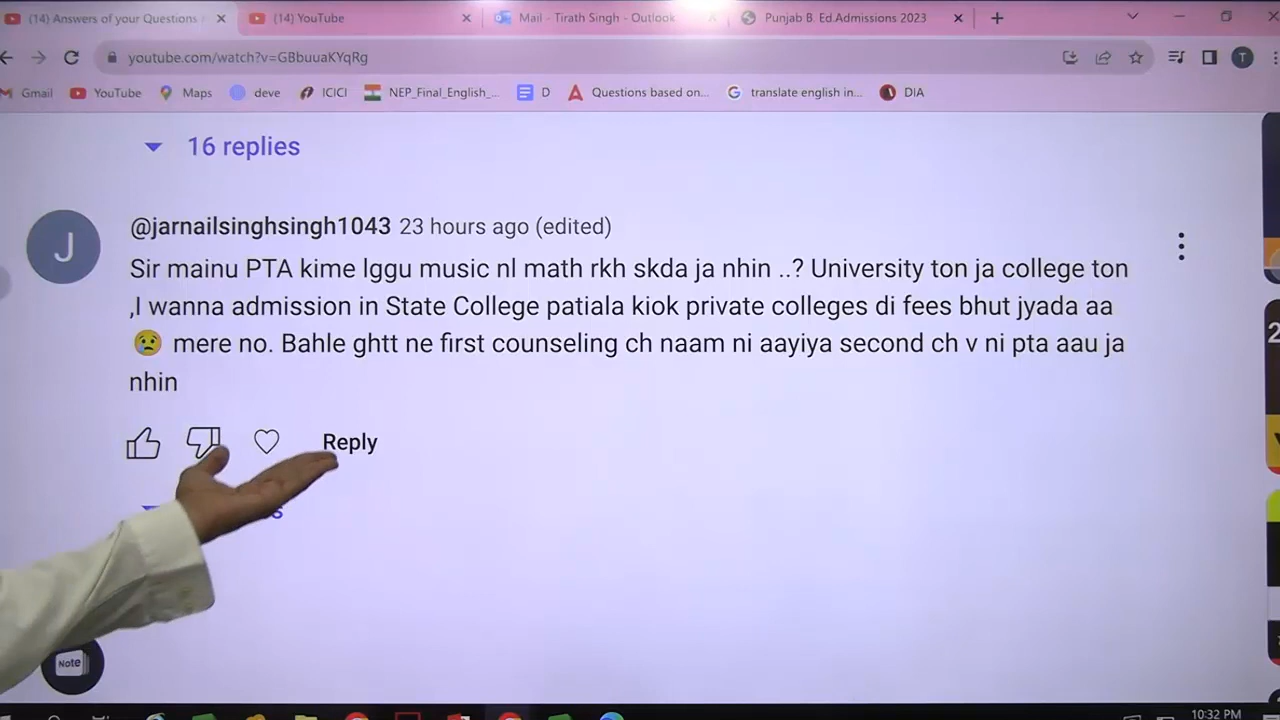 (14) Answers of your Questions
(14) YouTube
Mail - Tirath Singh - Outlook
Punjab B. Ed.Admissions 2023
youtube.com/watch?v=GBbuuaKYqRg
T
Gmail
YouTube
Maps
deve
ICICI
NEP_Final_English_...
D
Questions based on...
translate english in...
DIA
16 replies
J
@jarnailsinghsingh1043 23 hours ago (edited)
Sir mainu PTA kime lggu music nl math rkh skda ja nhin ..? University ton ja college ton
,I wanna admission in State College patiala kiok private colleges di fees bhut jyada aa
😢 mere no. Bahle ghtt ne first counseling ch naam ni aayiya second ch v ni pta aau ja
nhin
Reply
Note
10:32 PM